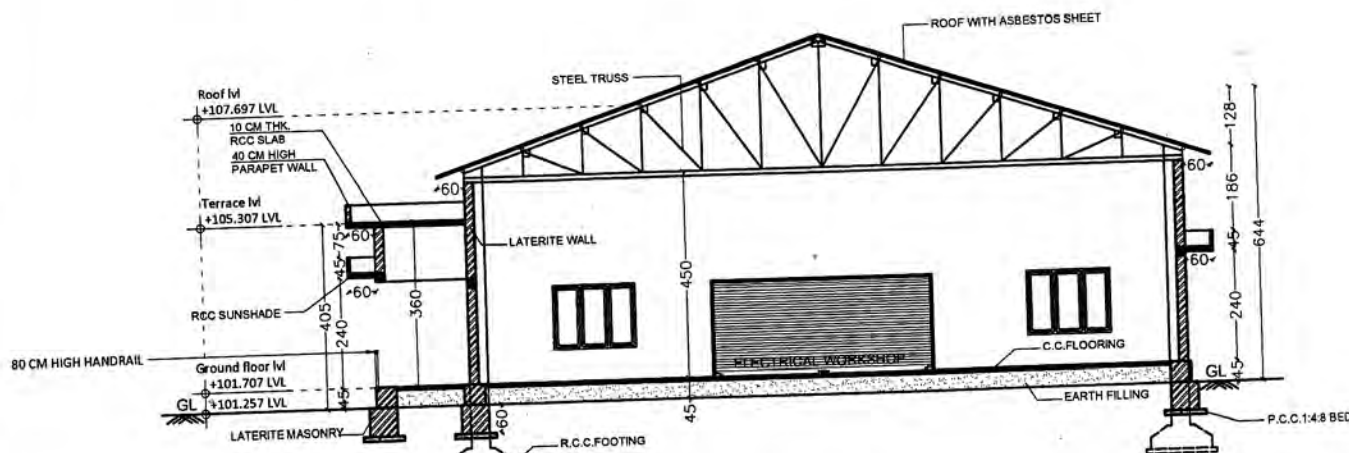 ROOF WITH ASBESTOS SHEET
STEEL TRUSS
Roof lvl
+107.697 LVL
10 CM THK.
RCC SLAB
40 CM HIGH
PARAPET WALL
Terrace lvl
+105.307 LVL
LATERITE WALL
RCC SUNSHADE
80 CM HIGH HANDRAIL
Ground floor lvl
+101.707 LVL
GL
+101.257 LVL
LATERITE MASONRY
R.C.C.FOOTING
ELECTRICAL WORKSHOP
C.C.FLOORING
EARTH FILLING
GL
P.C.C.1:4:8 BED
60
60
60
60
75
45
240
45
405
360
450
45
60
60
128
186
45
240
45
644